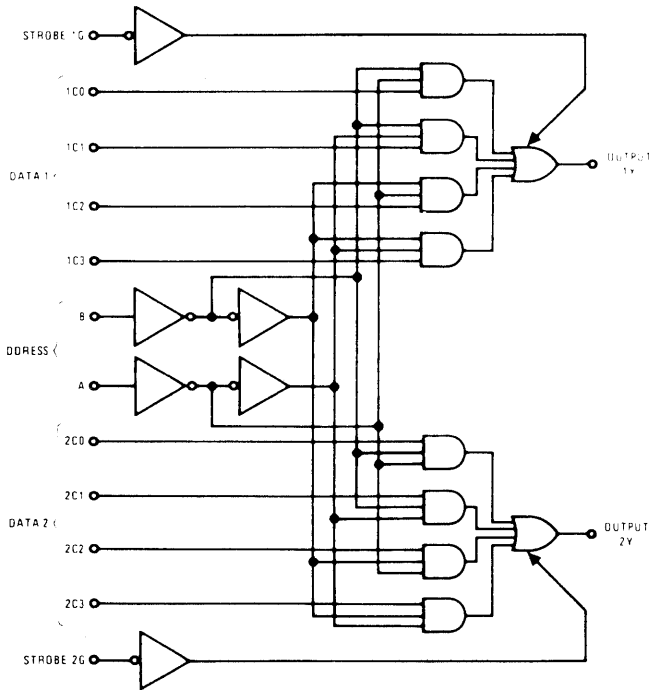 STROBE 1G
1C0
1C1
DATA 1
1C2
1C3
OUTPUT
1Y
B
DDRESS
A
2C0
2C1
DATA 2
2C2
2C3
OUTPUT
2Y
STROBE 2G